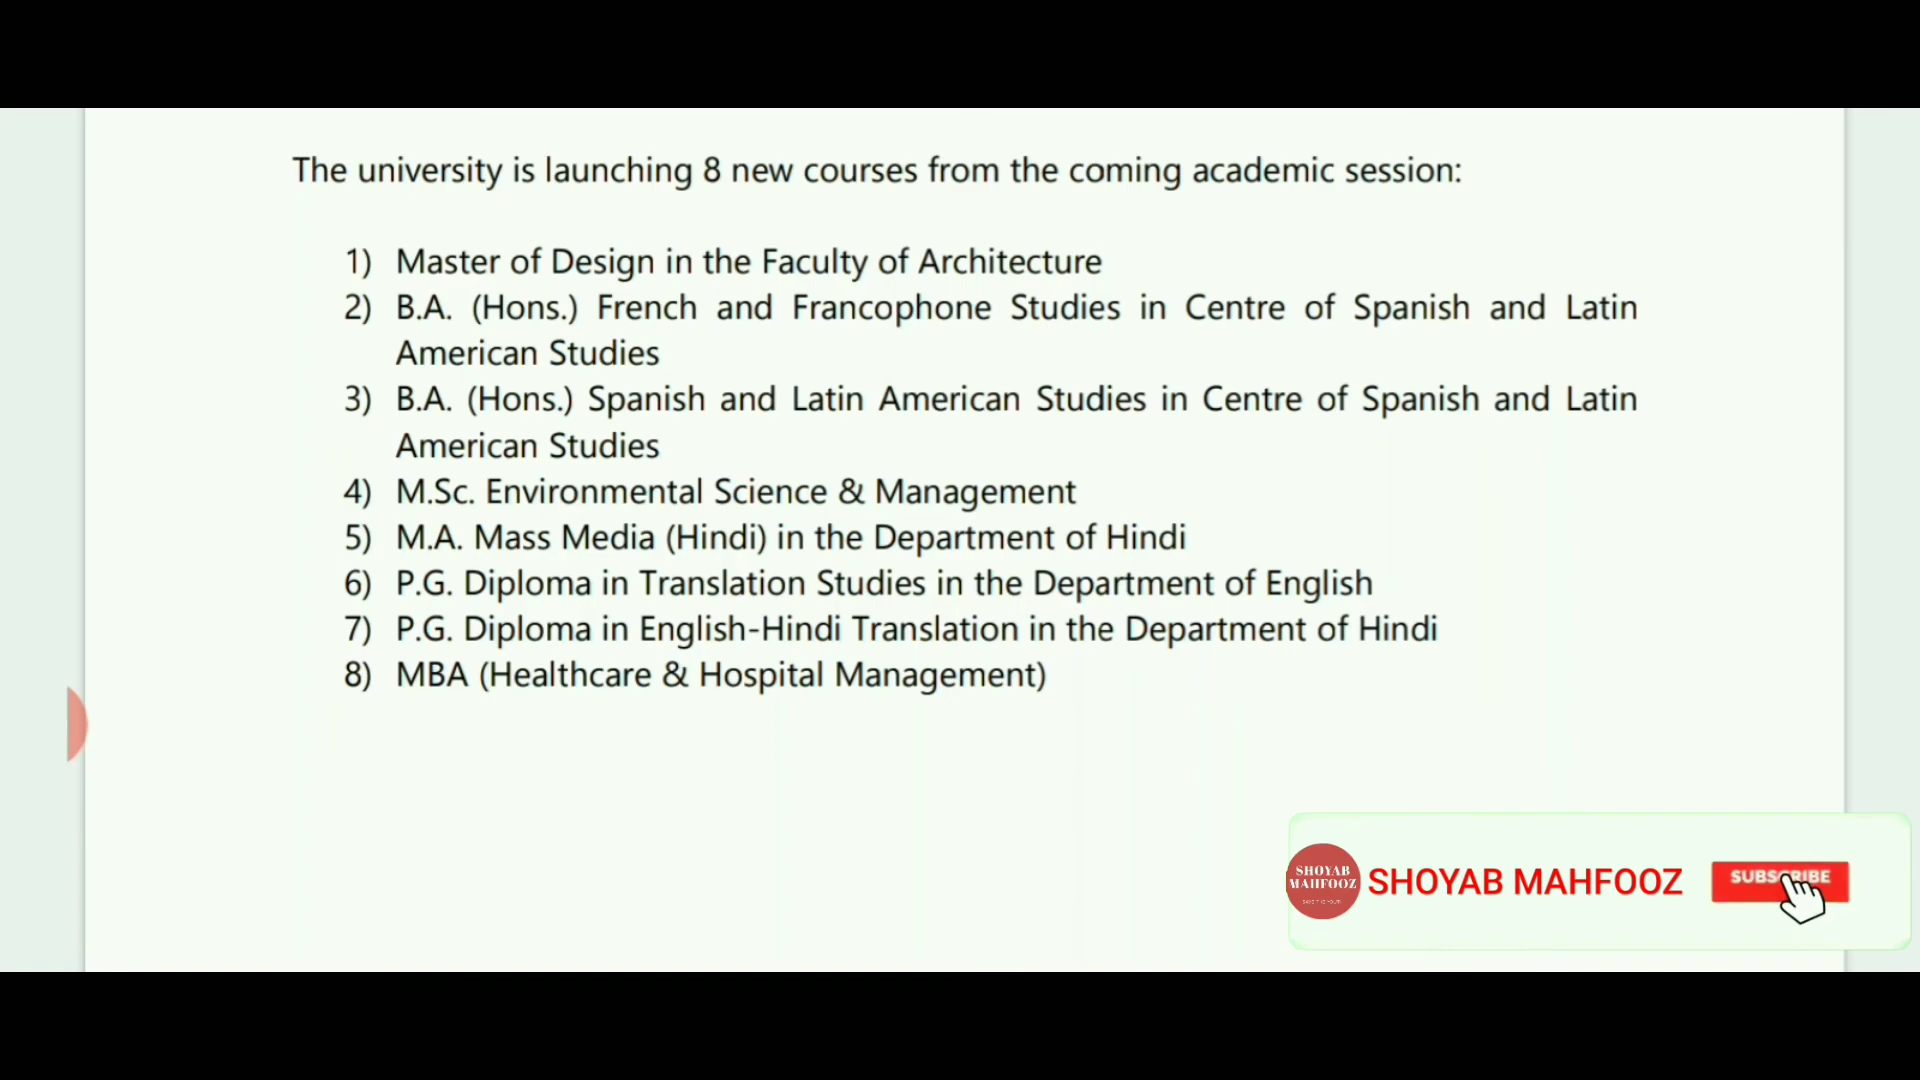 The university is launching 8 new courses from the coming academic session:
1) Master of Design in the Faculty of Architecture
2) B.A. (Hons.) French and Francophone Studies in Centre of Spanish and Latin
American Studies
3) B.A. (Hons.) Spanish and Latin American Studies in Centre of Spanish and Latin
American Studies
4) M.Sc. Environmental Science & Management
5) M.A. Mass Media (Hindi) in the Department of Hindi
6) P.G. Diploma in Translation Studies in the Department of English
7) P.G. Diploma in English-Hindi Translation in the Department of Hindi
8) MBA (Healthcare & Hospital Management)
SHOYAB
MAHFOOZ
SHOYAB MAHFOOZ
SUBSCRIBE